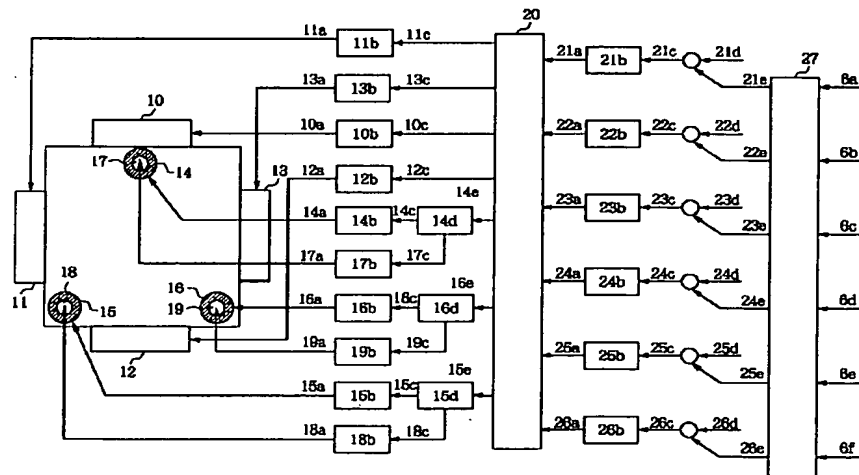 20
11a 11b 11c
21a 21b 21c 21d
27
13a 13b 13c
21e 6a
10
10a 10b 10c
22a 22b 22c 22d
17 14
12a 12b 12c
22e 6b
13
14e
14a 14b 14c 14d
23a 23b 23c 23d
23e 6c
17a 17b 17c
18 16
16e
24a 24b 24c 24d
15 19
16a 16b 16c 16d
24e 6d
11
19a 19b 19c
12
15e
25a 25b 25c 25d
15a 15b 15c 15d
25e 6e
18a 18b 18c
26a 26b 26c 26d
26e 6f